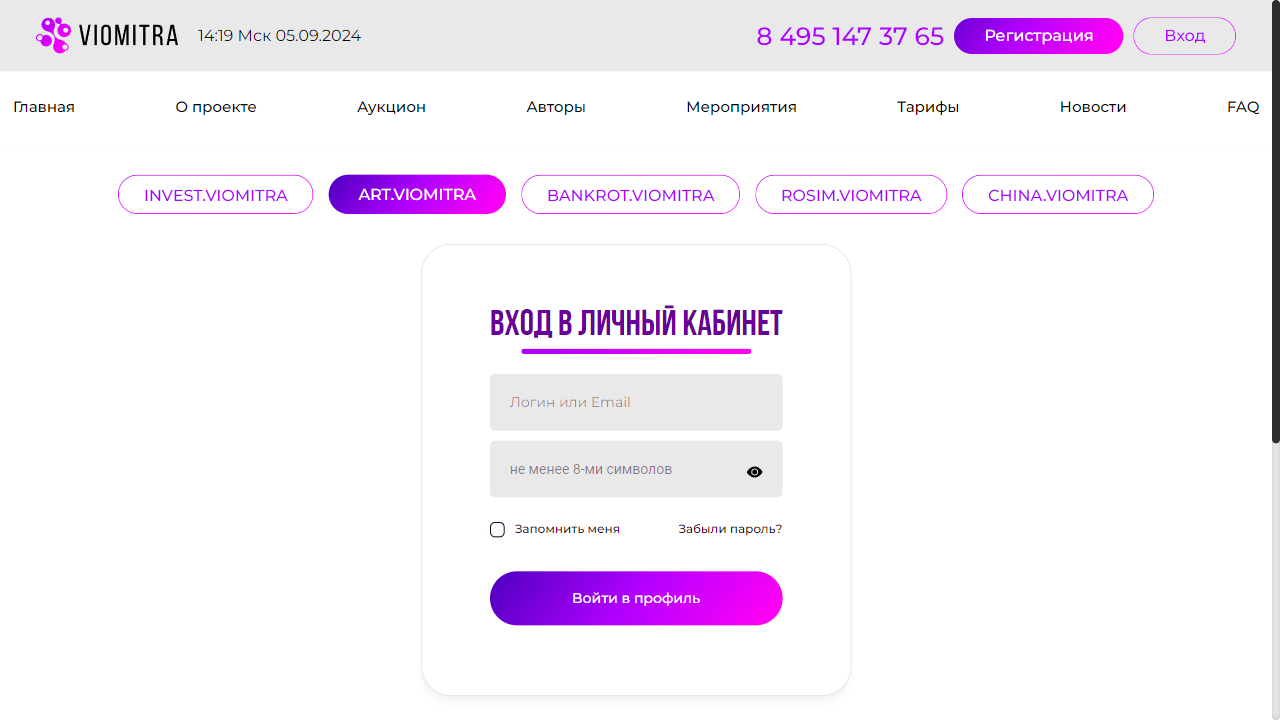 VIOMITRA 14:19 Мск 05.09.2024 8 495 147 37 65 Регистрация Вход
Главная О проекте Аукцион Авторы Мероприятия Тарифы Новости FAQ
INVEST.VIOMITRA ART.VIOMITRA BANKROT.VIOMITRA ROSIM.VIOMITRA CHINA.VIOMITRA
ВХОД В ЛИЧНЫЙ КАБИНЕТ
Логин или Email
не менее 8-ми символов
Запомнить меня Забыли пароль?
Войти в профиль